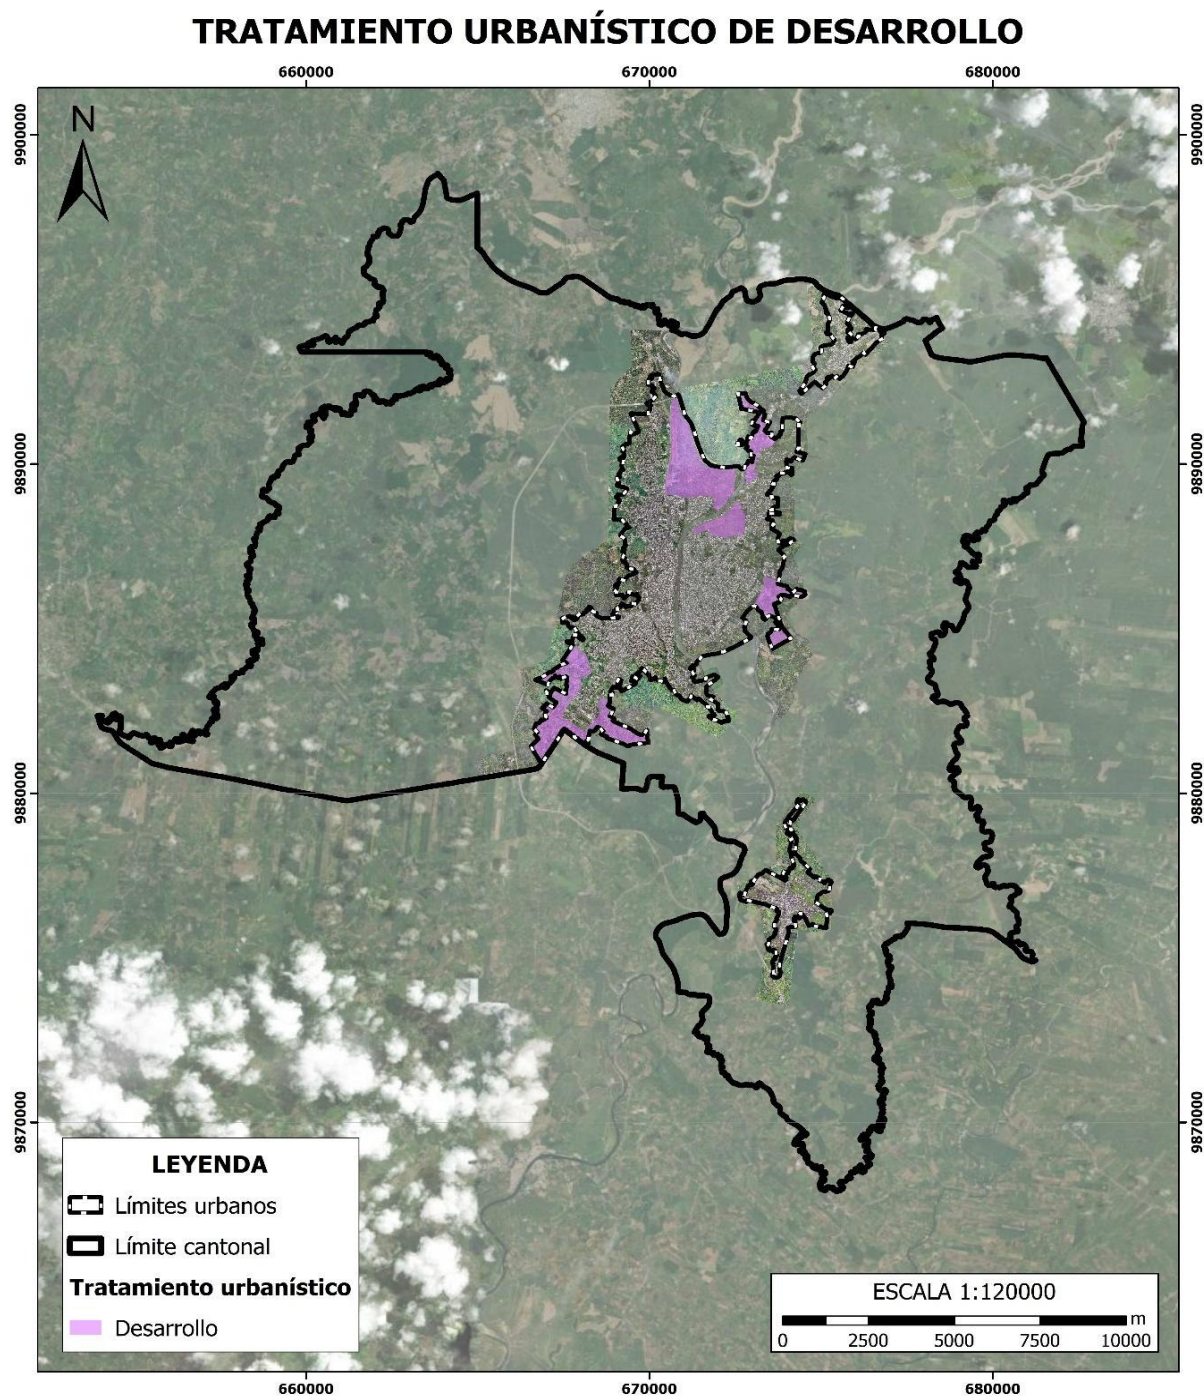 TRATAMIENTO URBANÍSTICO DE DESARROLLO
660000 670000 680000
N
9900000 9900000
9890000 9890000
9880000 9880000
9870000 9870000
LEYENDA
Límites urbanos
Límite cantonal
Tratamiento urbanístico
Desarrollo
ESCALA 1:120000
m
0 2500 5000 7500 10000
660000 670000 680000